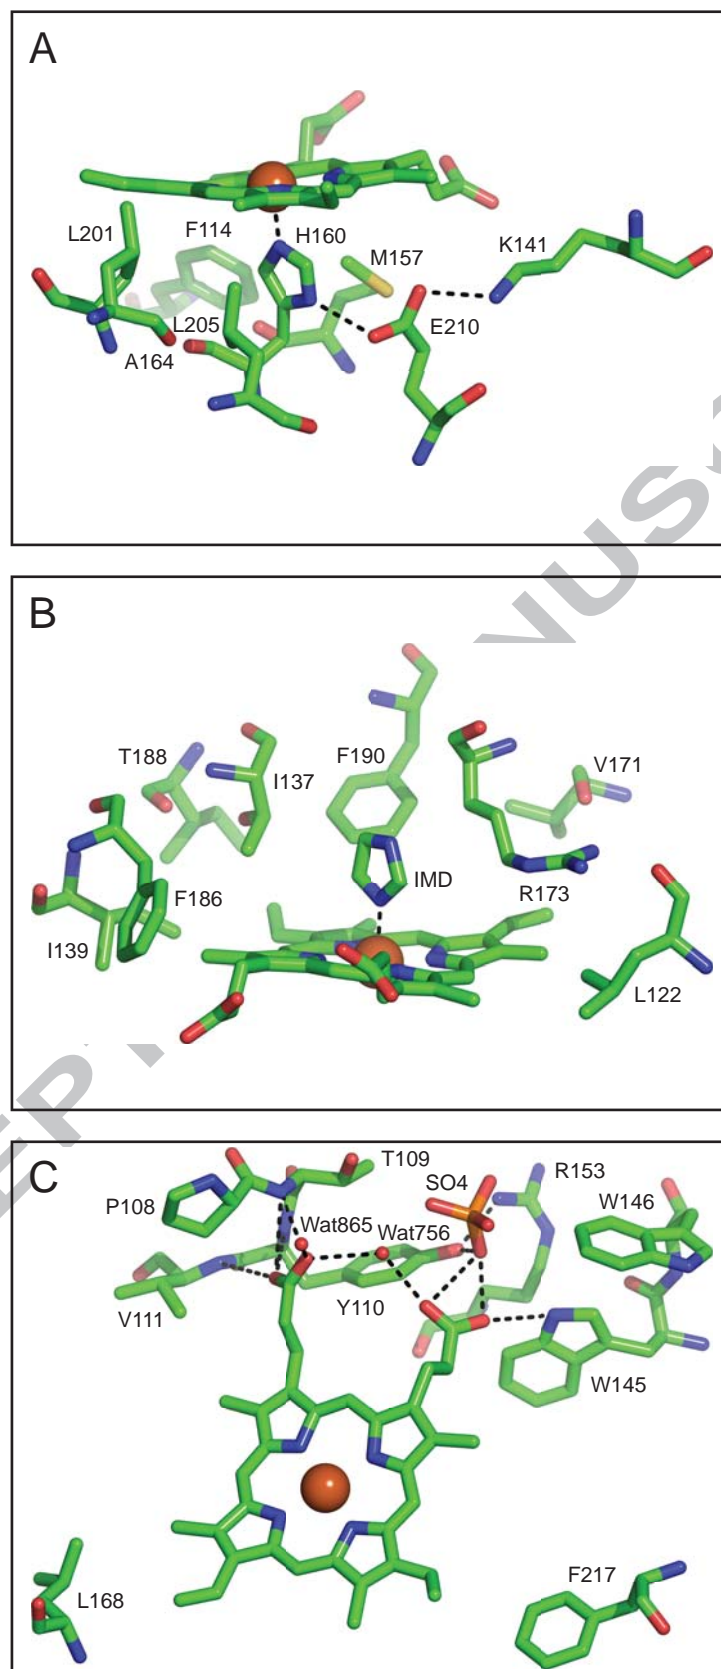 A
L201
F114
H160
M157
K141
L205
E210
A164
B
T188
I137
F190
V171
IMD
F186
R173
I139
L122
C
T109
SO4
R153
P108
W146
Wat865
Wat756
V111
Y110
W145
L168
F217